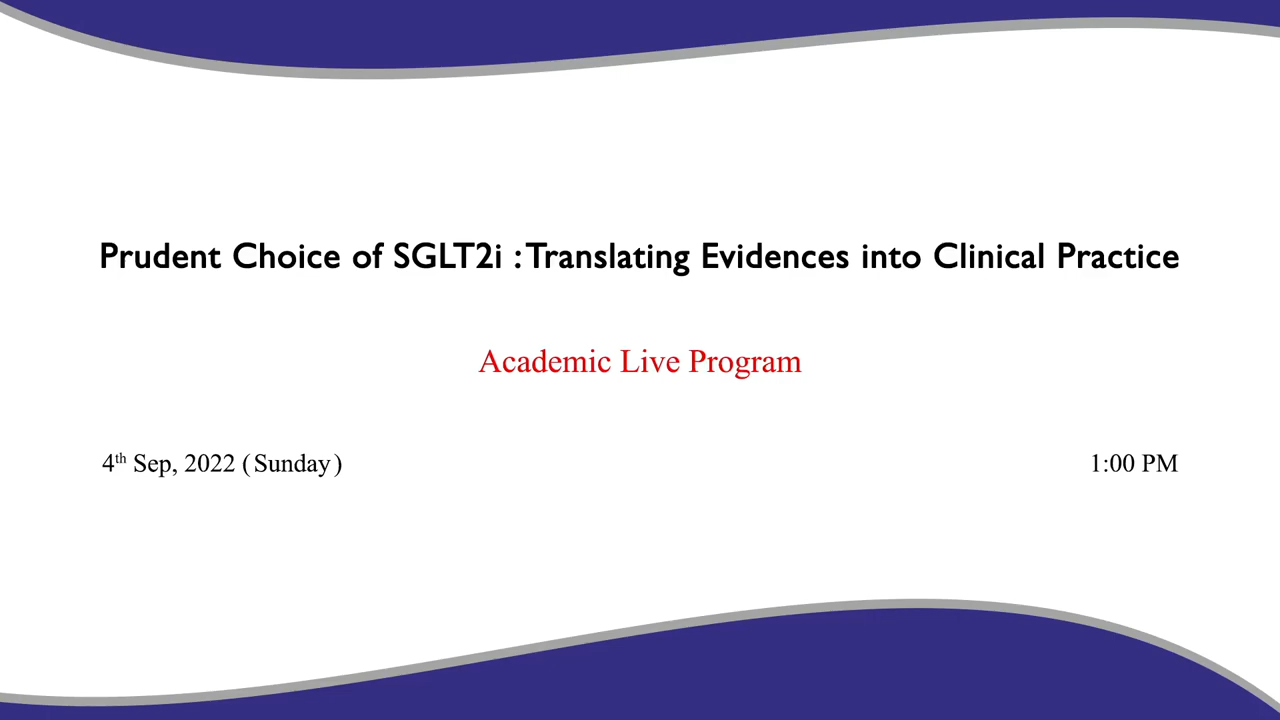 Prudent Choice of SGLT2i : Translating Evidences into Clinical Practice
Academic Live Program
4th Sep, 2022 ( Sunday ) 1:00 PM